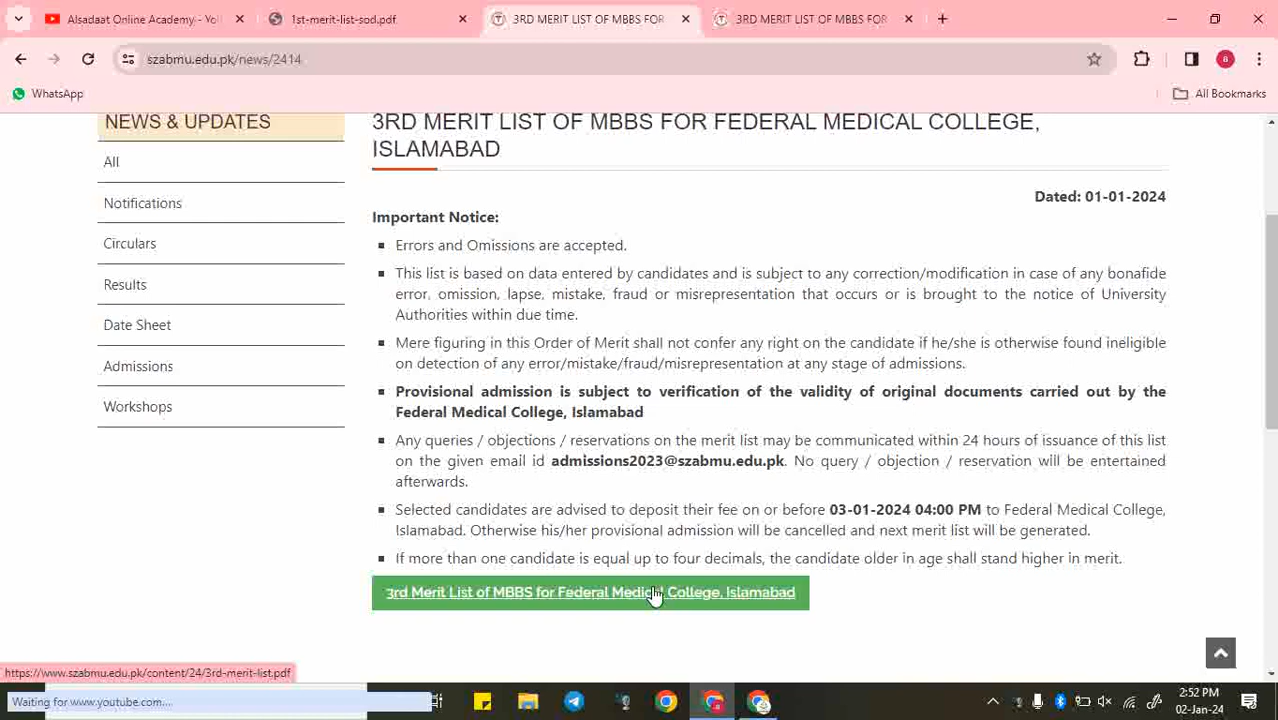 Alsadaat Online Academy - Yo
1st-merit-list-sod.pdf
3RD MERIT LIST OF MBBS FOR
3RD MERIT LIST OF MBBS FOR
szabmu.edu.pk/news/2414
a
WhatsApp
All Bookmarks
NEWS & UPDATES
All
Notifications
Circulars
Results
Date Sheet
Admissions
Workshops
3RD MERIT LIST OF MBBS FOR FEDERAL MEDICAL COLLEGE,
ISLAMABAD
Dated: 01-01-2024
Important Notice:
Errors and Omissions are accepted.
This list is based on data entered by candidates and is subject to any correction/modification in case of any bonafide
error, omission, lapse, mistake, fraud or misrepresentation that occurs or is brought to the notice of University
Authorities within due time.
Mere figuring in this Order of Merit shall not confer any right on the candidate if he/she is otherwise found ineligible
on detection of any error/mistake/fraud/misrepresentation at any stage of admissions.
Provisional admission is subject to verification of the validity of original documents carried out by the
Federal Medical College, Islamabad
Any queries / objections / reservations on the merit list may be communicated within 24 hours of issuance of this list
on the given email id admissions2023@szabmu.edu.pk. No query / objection / reservation will be entertained
afterwards.
Selected candidates are advised to deposit their fee on or before 03-01-2024 04:00 PM to Federal Medical College,
Islamabad. Otherwise his/her provisional admission will be cancelled and next merit list will be generated.
If more than one candidate is equal up to four decimals, the candidate older in age shall stand higher in merit.
3rd Merit List of MBBS for Federal Medical College, Islamabad
https://www.szabmu.edu.pk/content/24/3rd-merit-list.pdf
Waiting for www.youtube.com...
2:52 PM
02-Jan-24